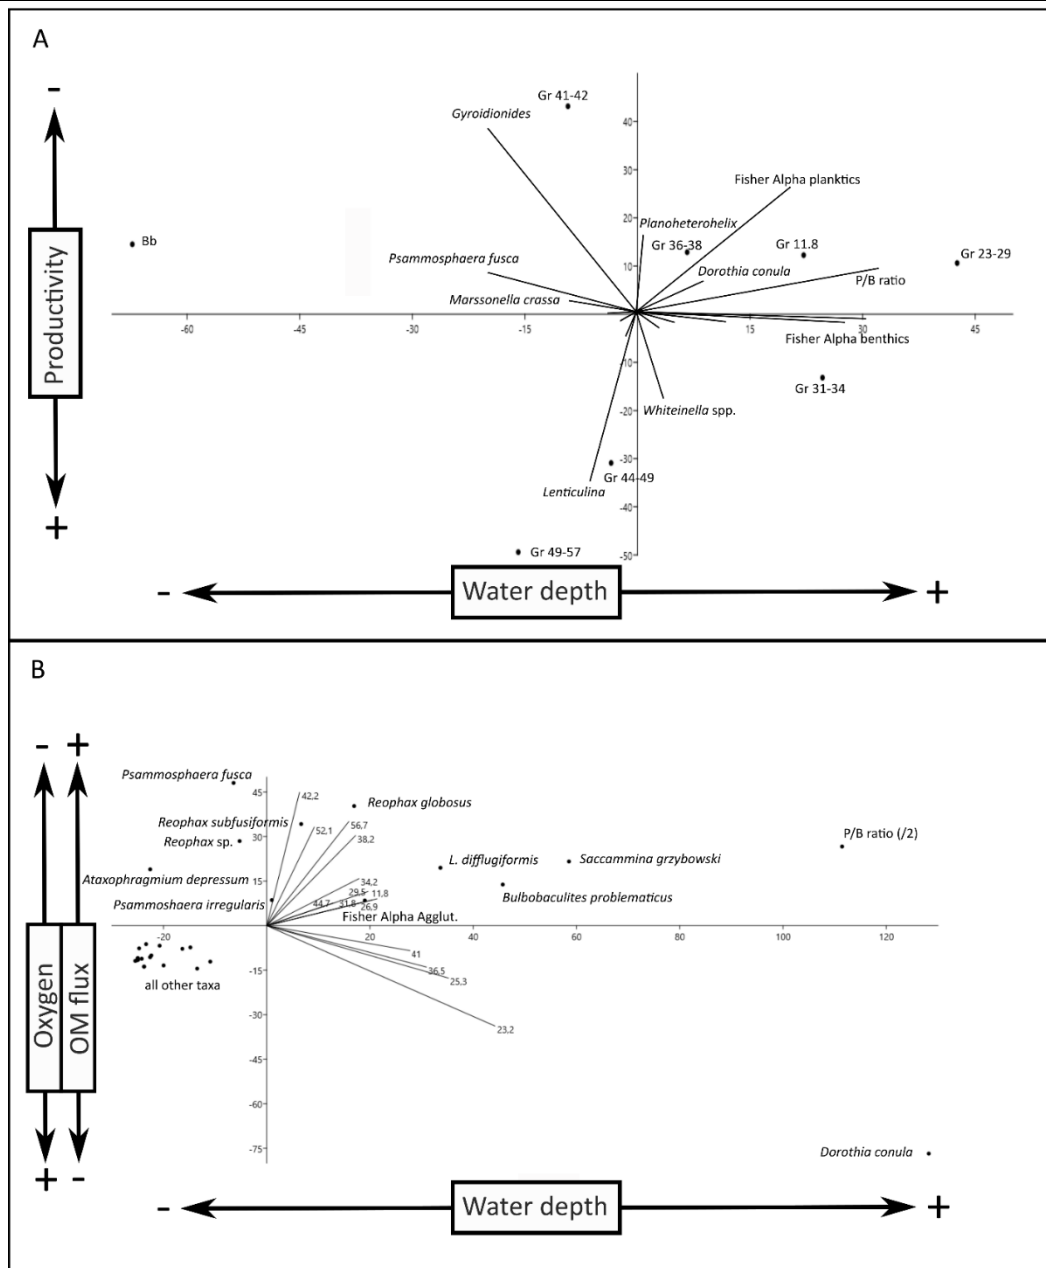 A
-
Gr 41-42
Gyroidionides
40
30
Fisher Alpha planktics
20
Planoheterohelix
Bb
Gr 36-38
Gr 11.8
Gr 23-29
Psammosphaera fusca
10
Dorothia conula
P/B ratio
Marssonella crassa
-60
-45
-30
-15
15
30
45
Productivity
Fisher Alpha benthics
-10
Gr 31-34
-20
Whiteinella spp.
-30
Gr 44-49
Lenticulina
-40
+
Gr 49-57
-50
- Water depth +
B
- +
Psammosphaera fusca
45
42,2
Reophax globosus
Reophax subfusiformis
56,7
52,1
Reophax sp.
30
38,2
P/B ratio (/2)
L. difflugiformis
Saccammina grzybowski
Ataxophragmium depressum
15
34,2
29,5
11,8
Bulbobaculites problematicus
Psammoshaera irregularis
44,7
31,8
26,9
Fisher Alpha Agglut.
-20
20
40
60
80
100
120
41
-15
36,5
25,3
all other taxa
Oxygen
OM flux
-30
23,2
-45
-60
-75
Dorothia conula
+ -
- Water depth +